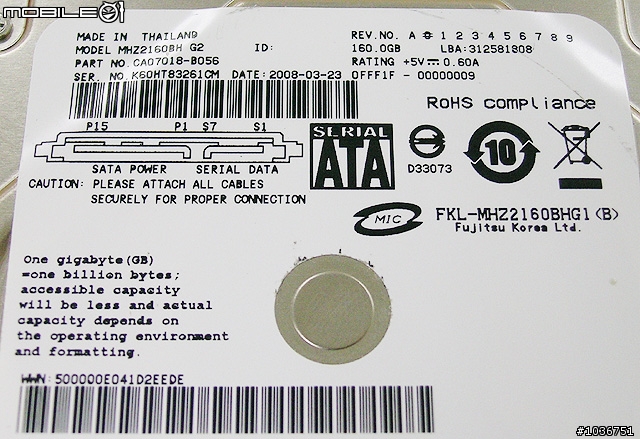 MOBILE01
MADE IN THAILAND
MODEL MHZ2160BH G2 ID:
PART NO. CA07018-B056
SER. NO. K60HT83261CM DATE: 2008-03-23
REV.NO. A 0 1 2 3 4 5 6 7 8 9
160.0GB LBA:312581808
RATING +5V⎓0.60A
OFFF1F - 00000009
RoHS compliance
P15 P1 S7 S1
SATA POWER SERIAL DATA
SERIAL
ATA
D33073
10
CAUTION: PLEASE ATTACH ALL CABLES
SECURELY FOR PROPER CONNECTION
MIC
FKL-MHZ2160BHG1(B)
Fujitsu Korea Ltd.
One gigabyte(GB)
=one billion bytes;
accessible capacity
will be less and actual
capacity depends on
the operating environment
and formatting.
WWN: 500000E041D2EEDE
#1036751